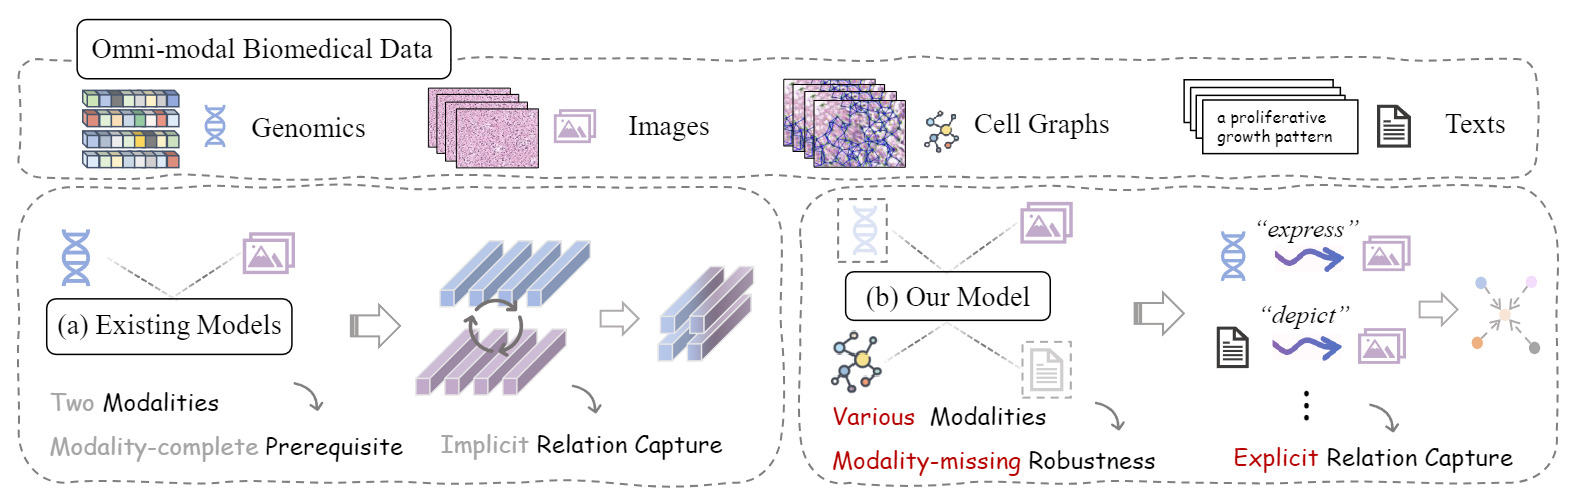 Omni-modal Biomedical Data
Genomics
Images
Cell Graphs
a proliferative
growth pattern
Texts
(a) Existing Models
Two Modalities
Modality-complete Prerequisite
Implicit Relation Capture
(b) Our Model
Various Modalities
Modality-missing Robustness
“express”
“depict”
Explicit Relation Capture